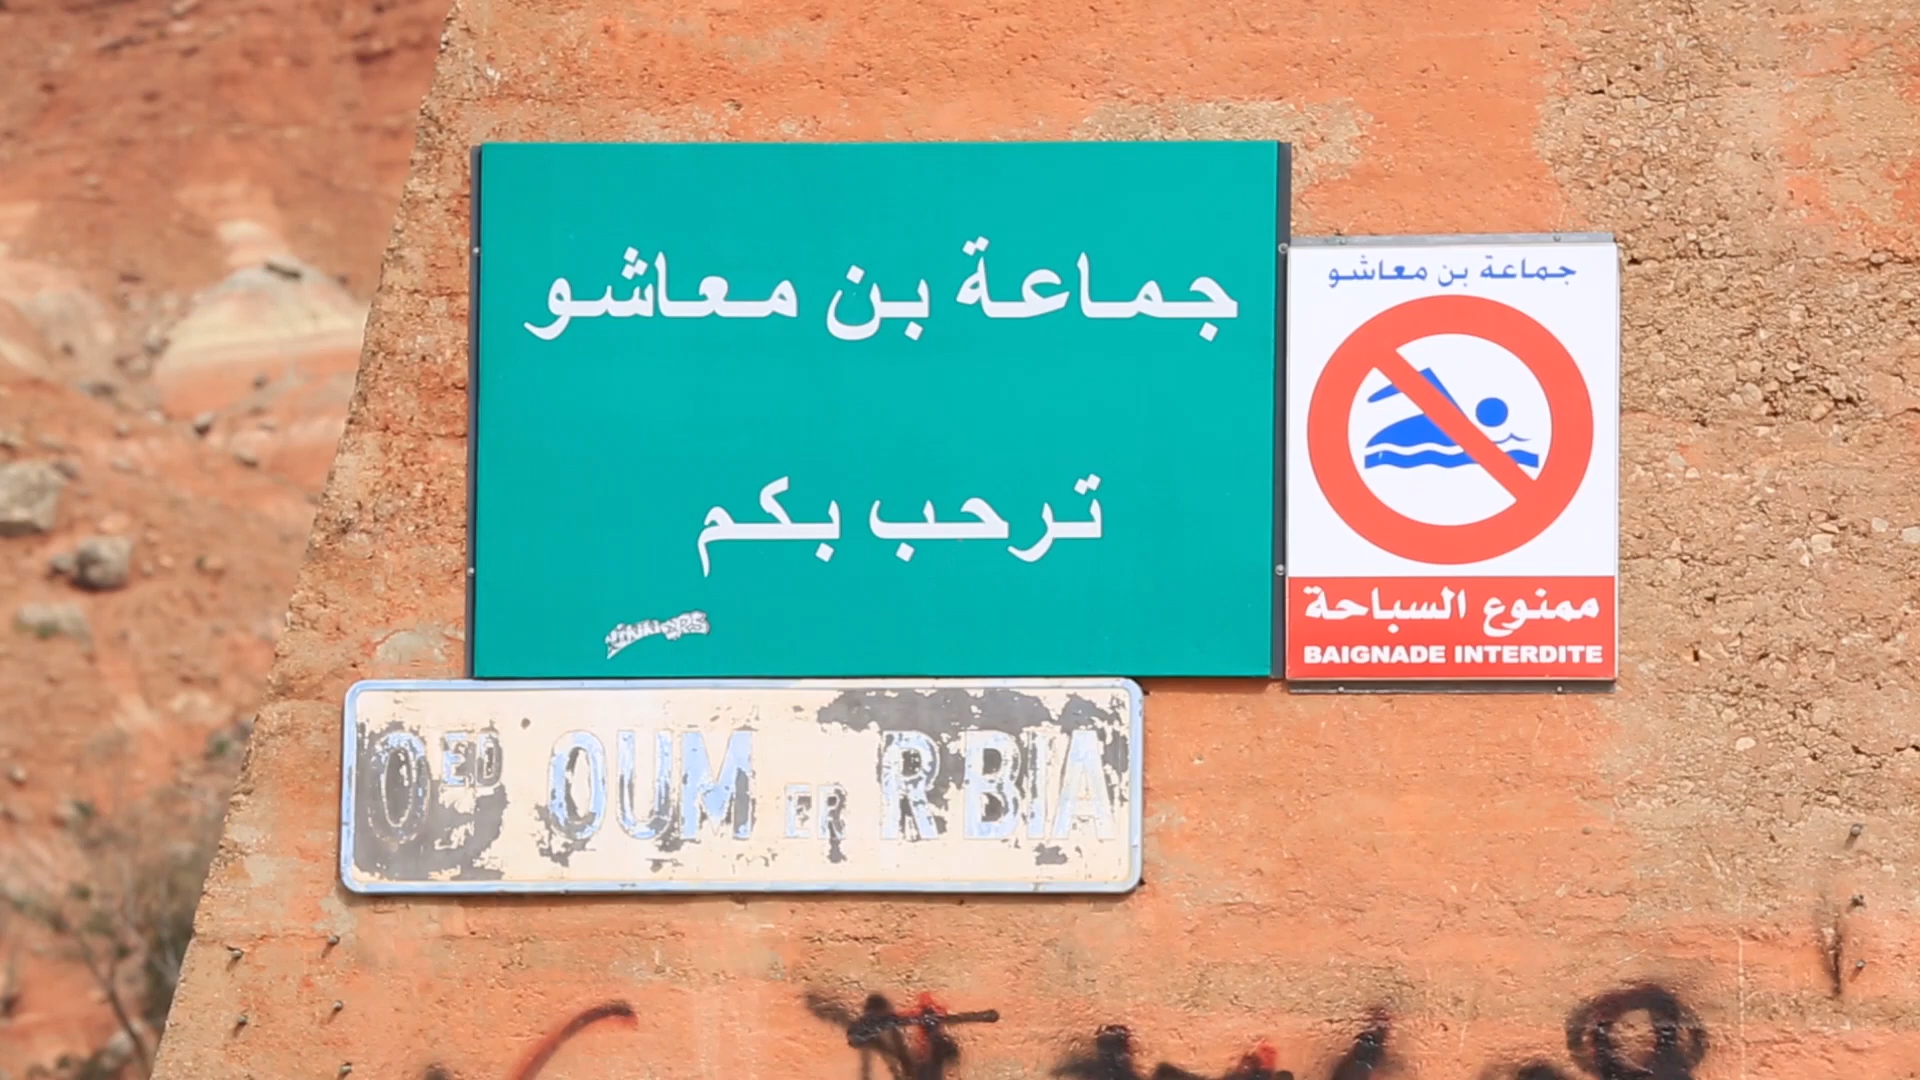 جماعة بن معاشو
ترحب بكم
جماعة بن معاشو
ممنوع السباحة
BAIGNADE INTERDITE
OED OUM ER RBIA